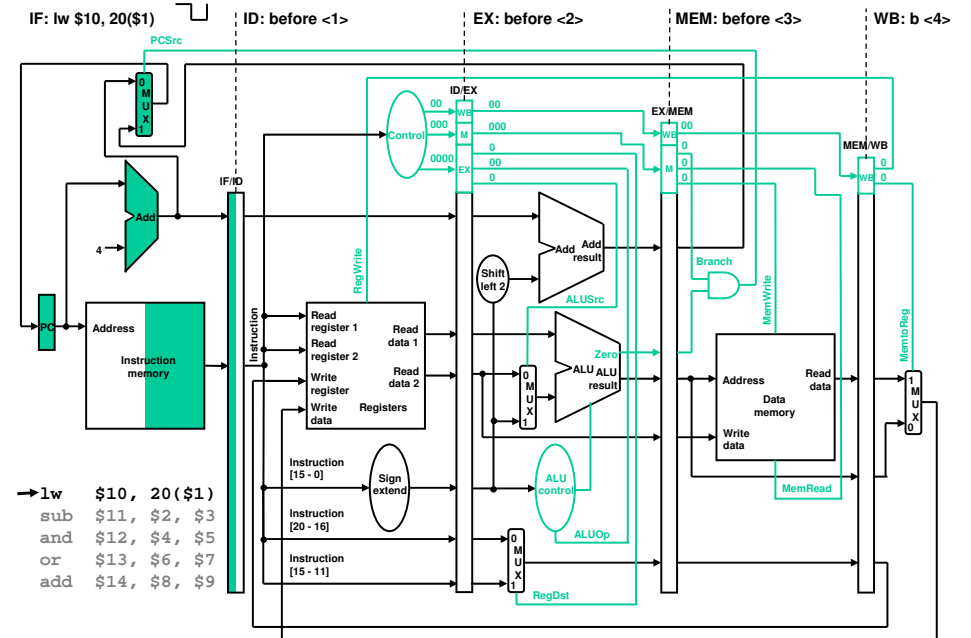 IF: lw $10, 20($1)
ID: before <1>
EX: before <2>
MEM: before <3>
WB: b <4>
PCSrc
0
M
U
X
1
Add
4
PC
Address
Instruction
memory
IF/ID
Instruction
Control
00
000
0000
ID/EX
WB
M
EX
00
000
0
00
0
RegWrite
EX/MEM
WB
M
00
0
0
0
MEM/WB
WB
0
0
Read
register 1
Read
register 2
Write
register
Write
data
Read
data 1
Read
data 2
Registers
Shift
left 2
Add
Add
result
ALUSrc
0
M
U
X
1
Zero
ALU
ALU
result
Branch
MemWrite
Address
Read
data
Data
memory
Write
data
MemRead
MemtoReg
1
M
U
X
0
Instruction
[15 - 0]
Sign
extend
ALU
control
ALUOp
Instruction
[20 - 16]
Instruction
[15 - 11]
0
M
U
X
1
RegDst
lw $10, 20($1)
sub $11, $2, $3
and $12, $4, $5
or $13, $6, $7
add $14, $8, $9